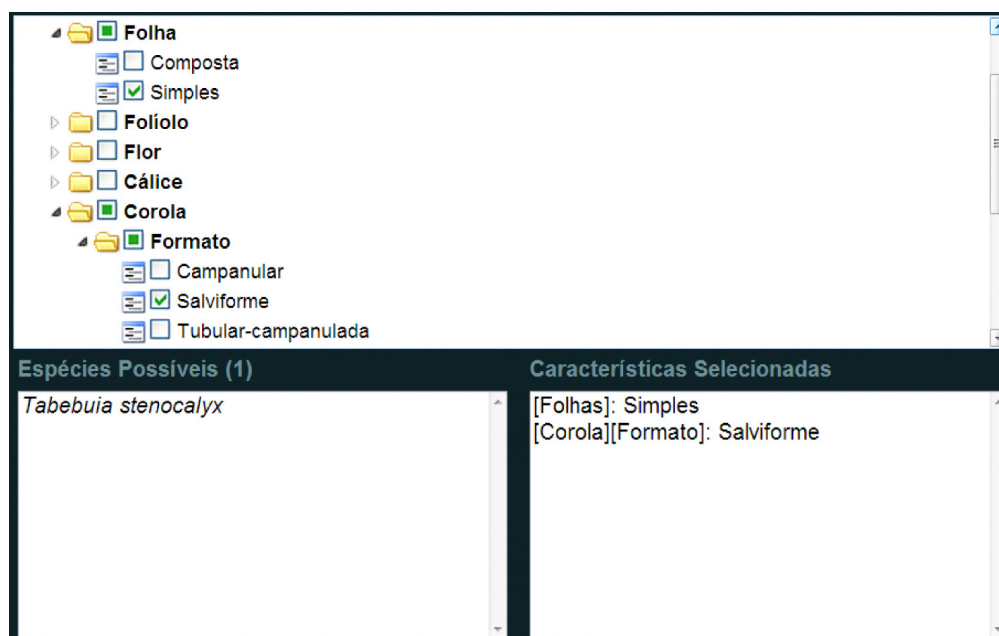 Folha
Composta
Simples
Folíolo
Flor
Cálice
Corola
Formato
Campanular
Salviforme
Tubular-campanulada
Espécies Possíveis (1)
Tabebuia stenocalyx
Características Selecionadas
[Folhas]: Simples
[Corola][Formato]: Salviforme